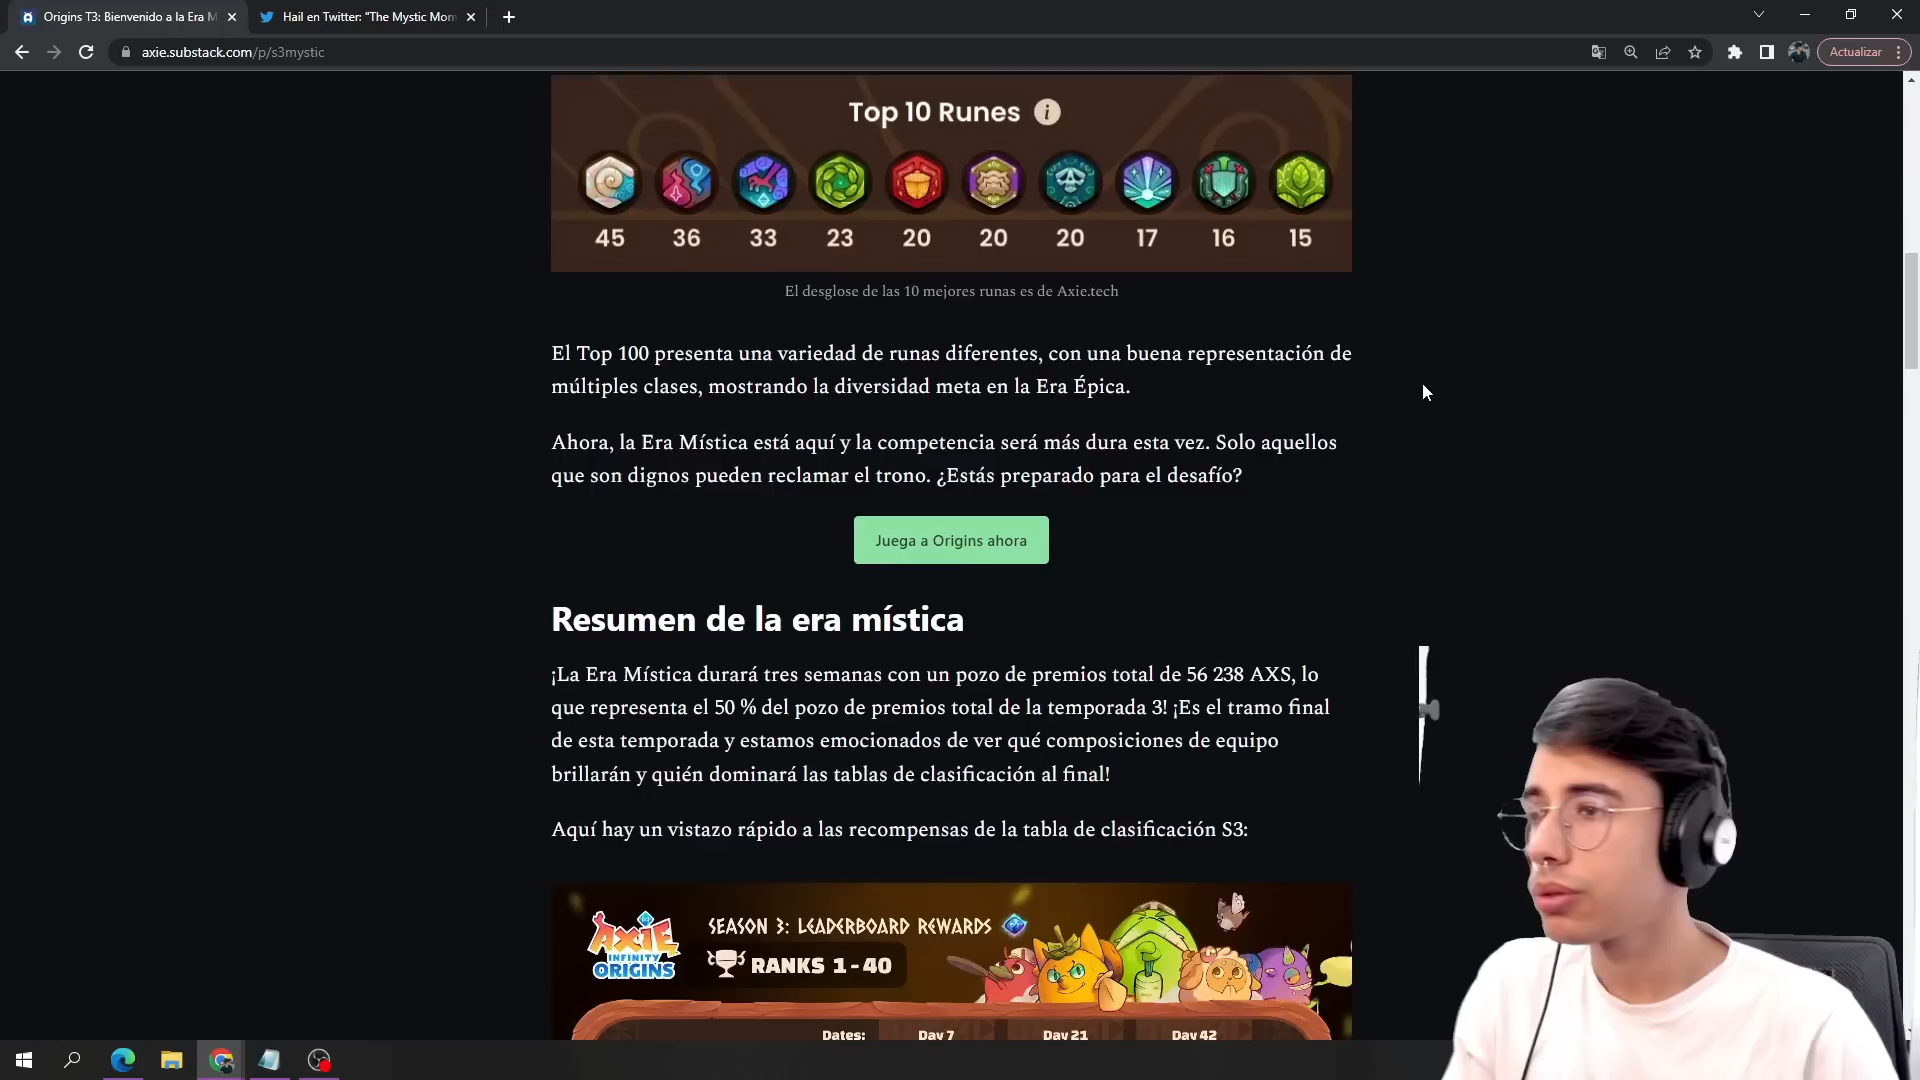 Origins T3: Bienvenido a la Era M
Hail en Twitter: "The Mystic Mom
axie.substack.com/p/s3mystic
Actualizar
Top 10 Runes
45 36 33 23 20 20 20 17 16 15
El desglose de las 10 mejores runas es de Axie.tech
El Top 100 presenta una variedad de runas diferentes, con una buena representación de
múltiples clases, mostrando la diversidad meta en la Era Épica.
Ahora, la Era Mística está aquí y la competencia será más dura esta vez. Solo aquellos
que son dignos pueden reclamar el trono. ¿Estás preparado para el desafío?
Juega a Origins ahora
Resumen de la era mística
¡La Era Mística durará tres semanas con un pozo de premios total de 56 238 AXS, lo
que representa el 50 % del pozo de premios total de la temporada 3! ¡Es el tramo final
de esta temporada y estamos emocionados de ver qué composiciones de equipo
brillarán y quién dominará las tablas de clasificación al final!
Aquí hay un vistazo rápido a las recompensas de la tabla de clasificación S3:
AXIE
INFINITY
ORIGINS
SEASON 3: LEADERBOARD REWARDS
RANKS 1-40
Dates: Day 7 Day 21 Day 42